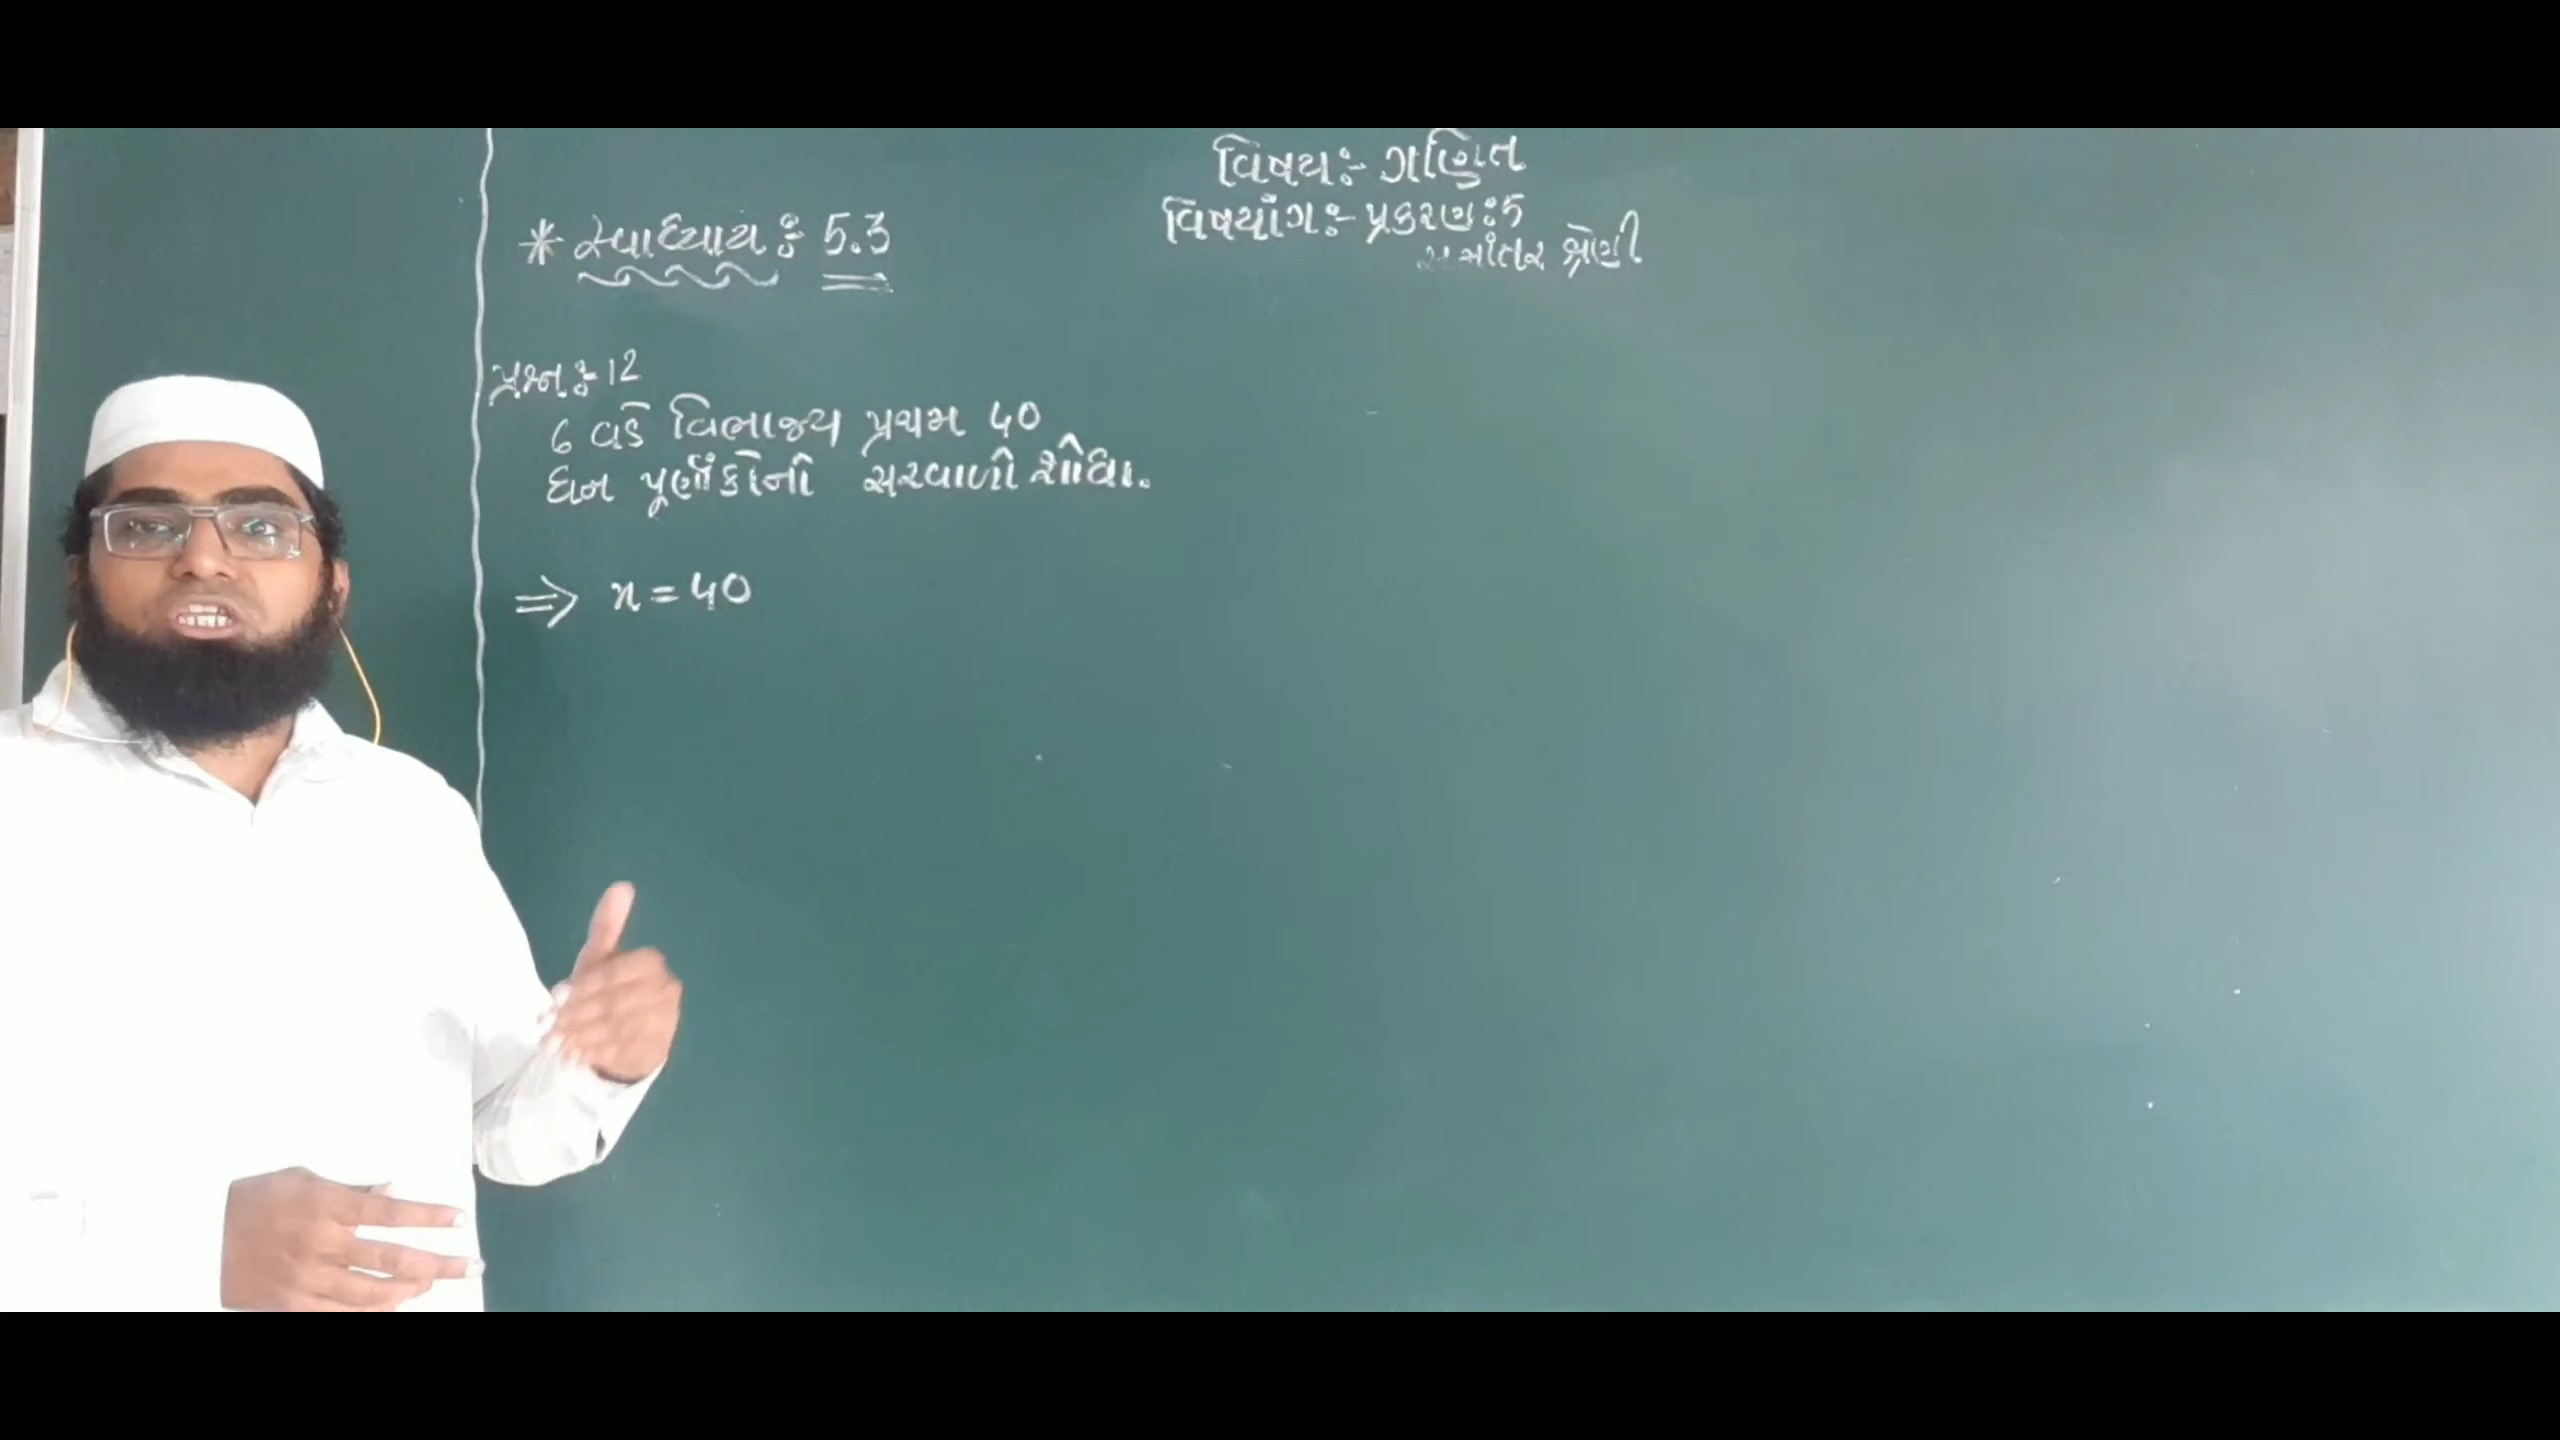 વિષયઃ- ગણિત
વિષયાંગઃ- પ્રકરણઃ5
સમાંતર શ્રેણી
* સ્વાધ્યાયઃ 5.3
પ્રશ્નઃ-12
6 વડે વિભાજ્ય પ્રથમ 40
ધન પૂર્ણાંકોનો સરવાળો શોધો.
⇒ n = 40